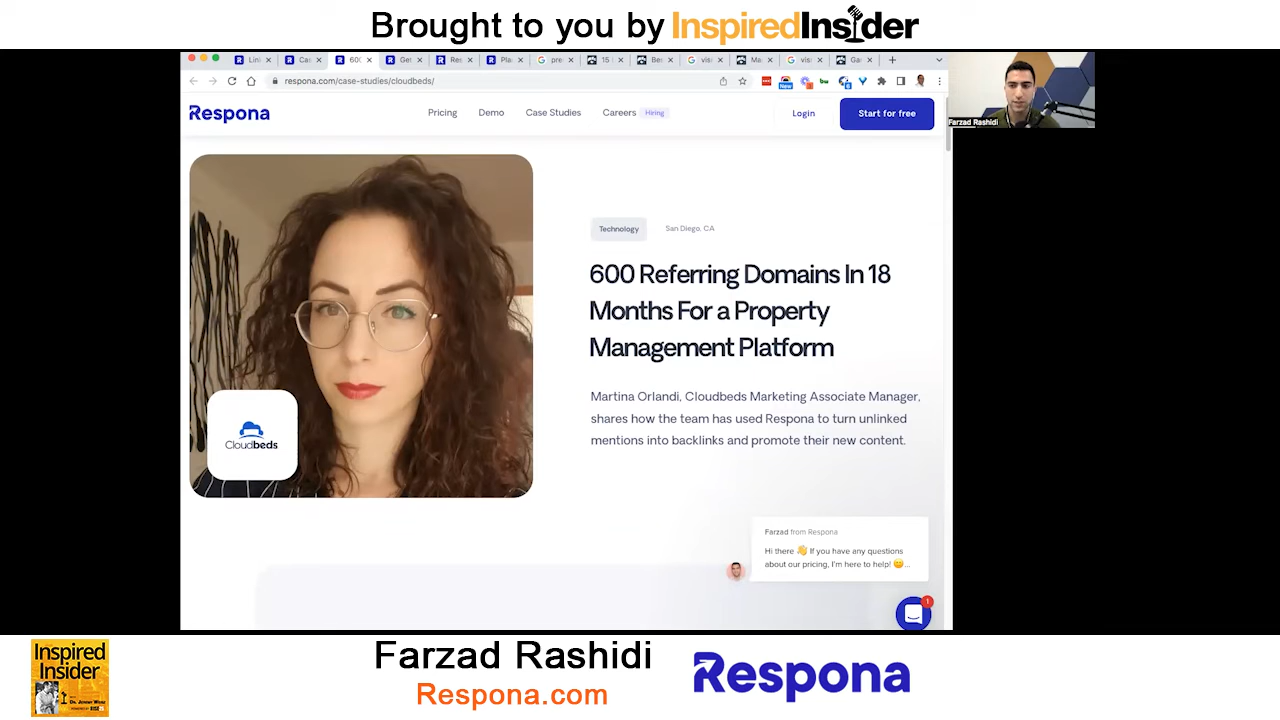 Brought to you by InspiredInsider
respona.com/case-studies/cloudbeds/
Farzad Rashidi
Respona
Pricing Demo Case Studies Careers Hiring
Login Start for free
Technology San Diego, CA
600 Referring Domains In 18
Months For a Property
Management Platform
Martina Orlandi, Cloudbeds Marketing Associate Manager,
shares how the team has used Respona to turn unlinked
mentions into backlinks and promote their new content.
Cloudbeds
Farzad from Respona
Hi there 👋 If you have any questions
about our pricing, I'm here to help! 🙂...
1
Inspired
Insider
Farzad Rashidi
Respona.com
Respona